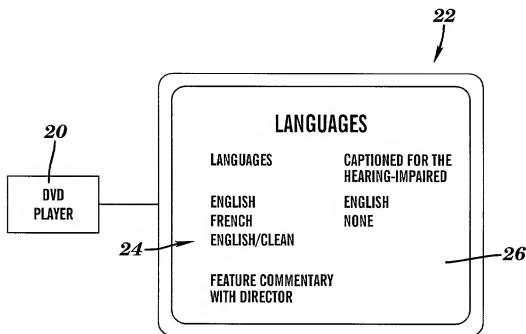 22
20
DVD
PLAYER
LANGUAGES
LANGUAGES
CAPTIONED FOR THE
HEARING-IMPAIRED
ENGLISH
ENGLISH
FRENCH
NONE
24
ENGLISH/CLEAN
26
FEATURE COMMENTARY
WITH DIRECTOR